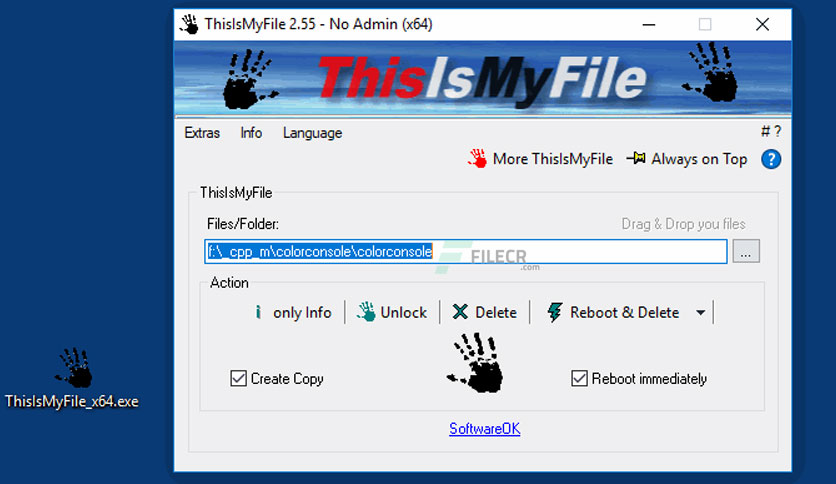 ThisIsMyFile 2.55 - No Admin (x64)
ThisIsMyFile
Extras Info Language # ?
More ThisIsMyFile Always on Top ?
ThisIsMyFile
Files/Folder: Drag & Drop you files
f:\_cpp_m\colorconsole\colorconsole ...
FILECR
.com
Action
i only Info Unlock Delete Reboot & Delete
Create Copy Reboot immediately
ThisIsMyFile_x64.exe
SoftwareOK